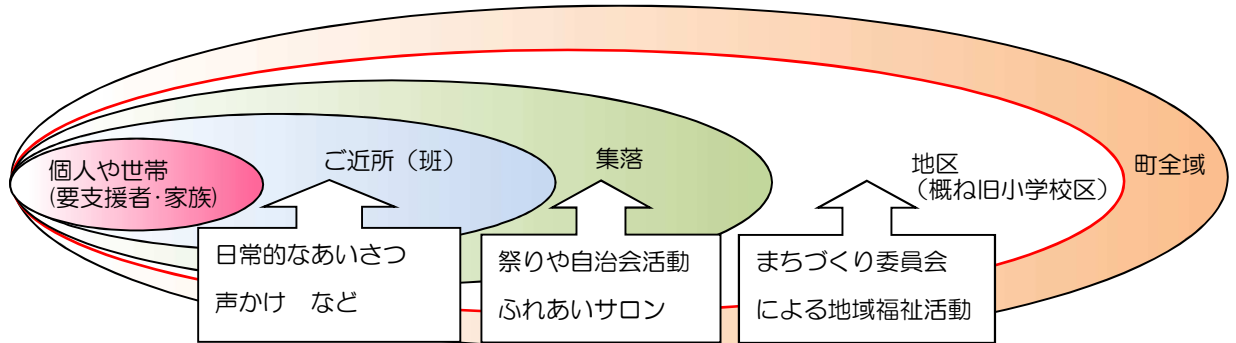 個人や世帯
(要支援者・家族)
ご近所（班）
集落
地区
（概ね旧小学校区）
町全域
日常的なあいさつ
声かけ　など
祭りや自治会活動
ふれあいサロン
まちづくり委員会
による地域福祉活動